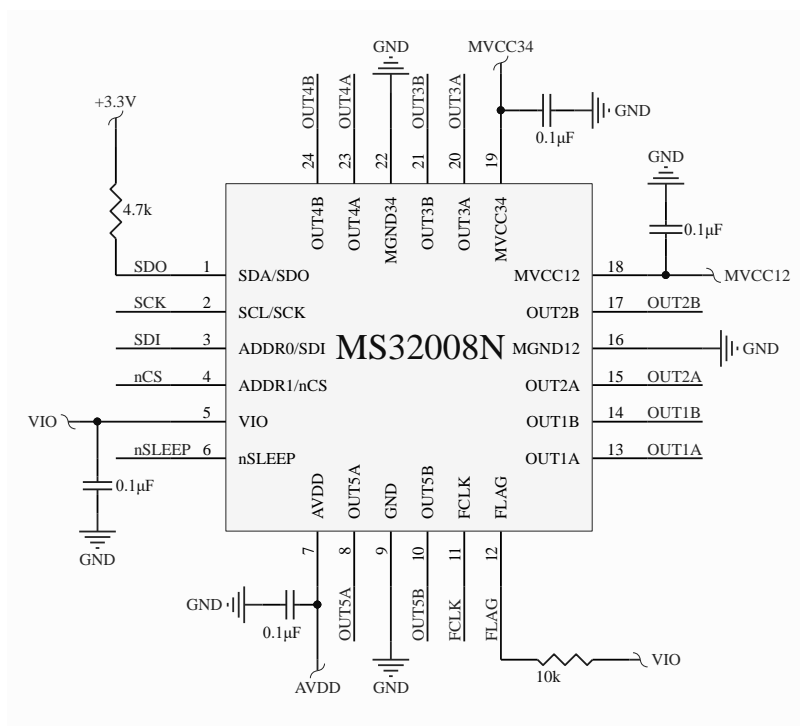 GND
MVCC34
+3.3V
OUT4B
OUT4A
OUT3B
OUT3A
GND
0.1μF
24
23
22
21
20
19
GND
4.7k
OUT4B
OUT4A
MGND34
OUT3B
OUT3A
MVCC34
0.1μF
SDO 1 SDA/SDO
MVCC12 18 MVCC12
SCK 2 SCL/SCK
OUT2B 17 OUT2B
SDI 3 ADDR0/SDI
MS32008N
MGND12 16 GND
nCS 4 ADDR1/nCS
OUT2A 15 OUT2A
VIO 5 VIO
OUT1B 14 OUT1B
nSLEEP 6 nSLEEP
OUT1A 13 OUT1A
0.1μF
GND
AVDD
OUT5A
GND
OUT5B
FCLK
FLAG
7
8
9
10
11
12
GND
0.1μF
OUT5A
OUT5B
FCLK
FLAG
AVDD
GND
10k
VIO